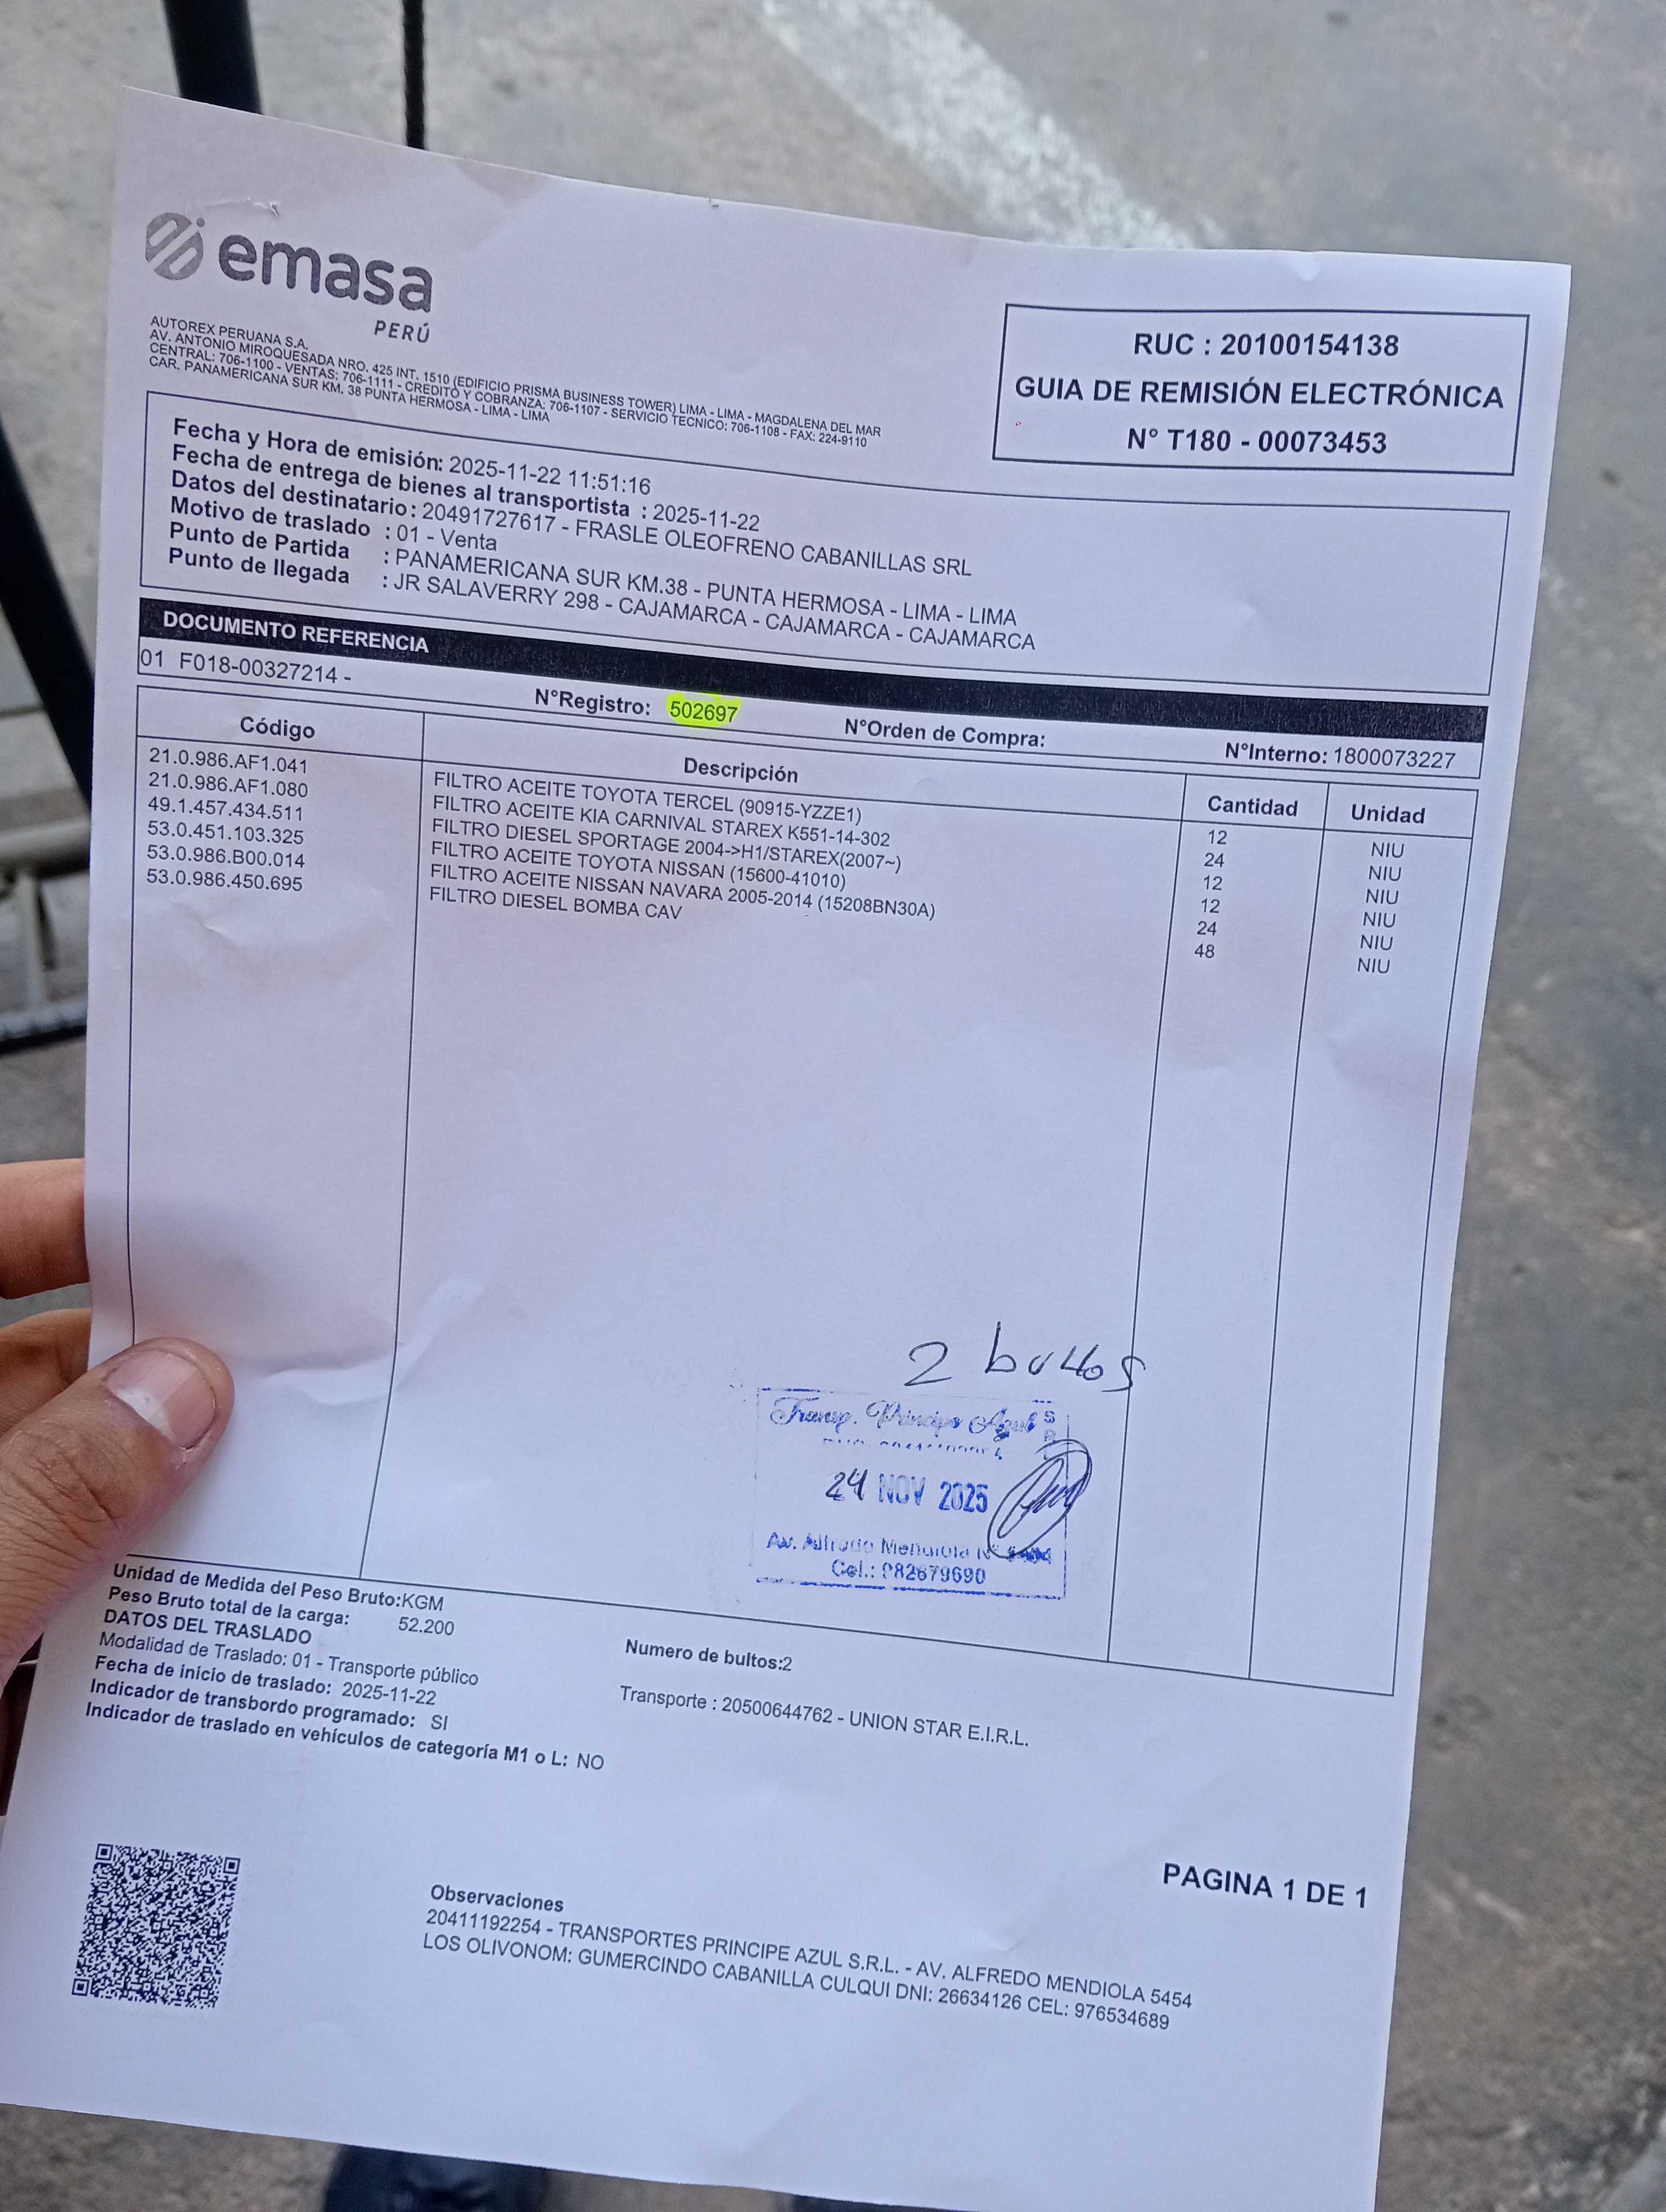 emasa
PERÚ
AUTOREX PERUANA S.A.
AV. ANTONIO MIROQUESADA NRO. 425 INT. 1510 (EDIFICIO PRISMA BUSINESS TOWER) LIMA - LIMA - MAGDALENA DEL MAR
CENTRAL: 706-1100 - VENTAS: 706-1111 - CREDITO Y COBRANZA: 706-1107 - SERVICIO TECNICO: 706-1108 - FAX: 224-9110
CAR. PANAMERICANA SUR KM. 38 PUNTA HERMOSA - LIMA - LIMA
RUC : 20100154138
GUIA DE REMISIÓN ELECTRÓNICA
N° T180 - 00073453
Fecha y Hora de emisión: 2025-11-22 11:51:16
Fecha de entrega de bienes al transportista : 2025-11-22
Datos del destinatario: 20491727617 - FRASLE OLEOFRENO CABANILLAS SRL
Motivo de traslado : 01 - Venta
Punto de Partida : PANAMERICANA SUR KM.38 - PUNTA HERMOSA - LIMA - LIMA
Punto de llegada : JR SALAVERRY 298 - CAJAMARCA - CAJAMARCA - CAJAMARCA
DOCUMENTO REFERENCIA
01 F018-00327214 -
N°Registro: 502697 N°Orden de Compra: N°Interno: 1800073227
Código Descripción Cantidad Unidad
21.0.986.AF1.041 FILTRO ACEITE TOYOTA TERCEL (90915-YZZE1) 12 NIU
21.0.986.AF1.080 FILTRO ACEITE KIA CARNIVAL STAREX K551-14-302 24 NIU
49.1.457.434.511 FILTRO DIESEL SPORTAGE 2004->H1/STAREX(2007~) 12 NIU
53.0.451.103.325 FILTRO ACEITE TOYOTA NISSAN (15600-41010) 12 NIU
53.0.986.B00.014 FILTRO ACEITE NISSAN NAVARA 2005-2014 (15208BN30A) 24 NIU
53.0.986.450.695 FILTRO DIESEL BOMBA CAV 48 NIU
2 bultos
Transp. Principe Azul SRL
24 NOV 2025
Av. Alfredo Mendiola N°
Cel.: 982679690
Unidad de Medida del Peso Bruto:KGM
Peso Bruto total de la carga: 52.200
DATOS DEL TRASLADO
Numero de bultos:2
Modalidad de Traslado: 01 - Transporte público
Fecha de inicio de traslado: 2025-11-22
Transporte : 20500644762 - UNION STAR E.I.R.L.
Indicador de transbordo programado: SI
Indicador de traslado en vehículos de categoría M1 o L: NO
PAGINA 1 DE 1
Observaciones
20411192254 - TRANSPORTES PRINCIPE AZUL S.R.L. - AV. ALFREDO MENDIOLA 5454
LOS OLIVONOM: GUMERCINDO CABANILLA CULQUI DNI: 26634126 CEL: 976534689